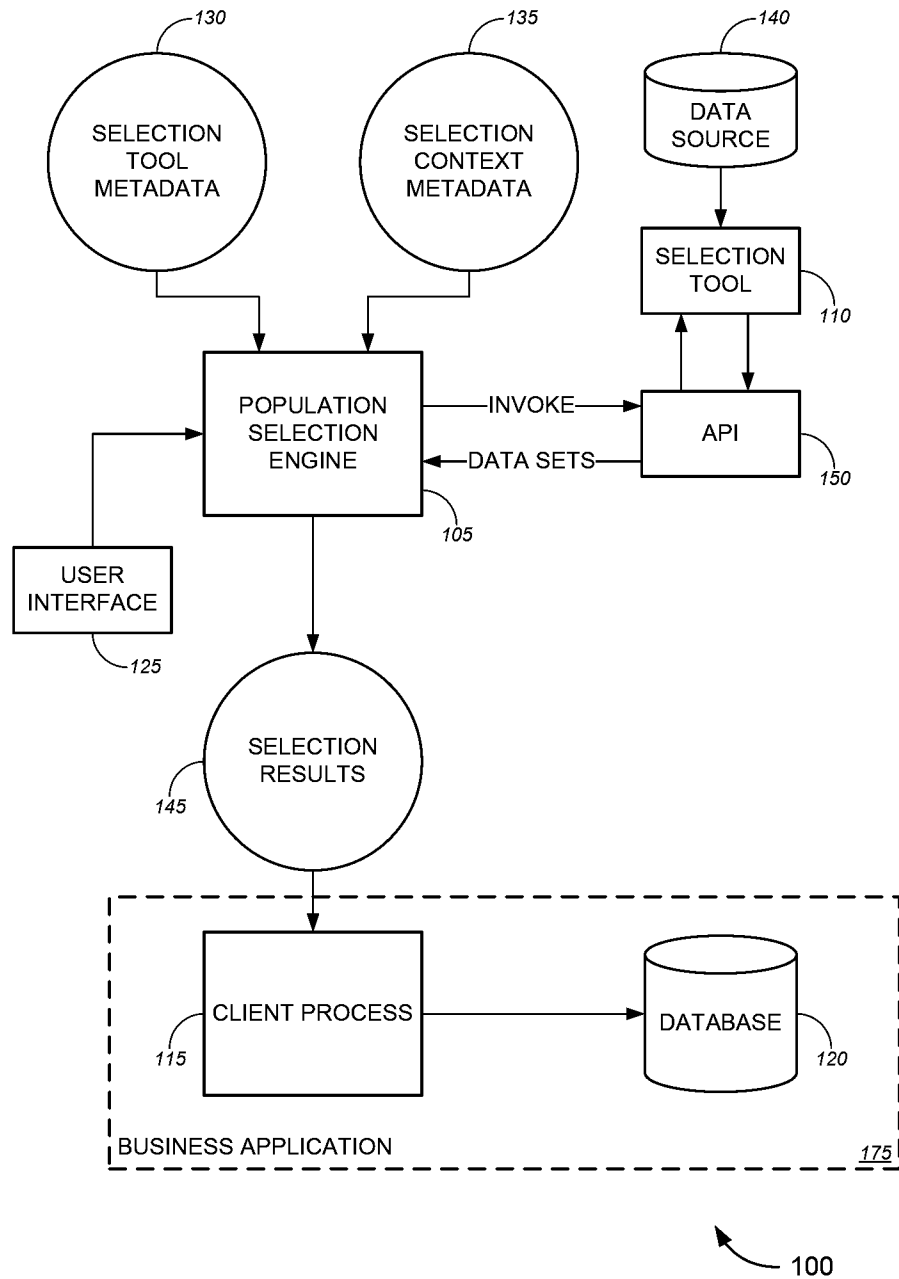 130
135
140
SELECTION
TOOL
METADATA
SELECTION
CONTEXT
METADATA
DATA
SOURCE
SELECTION
TOOL
110
POPULATION
SELECTION
ENGINE
105
INVOKE
DATA SETS
API
150
USER
INTERFACE
125
SELECTION
RESULTS
145
CLIENT PROCESS
115
DATABASE
120
BUSINESS APPLICATION
175
100